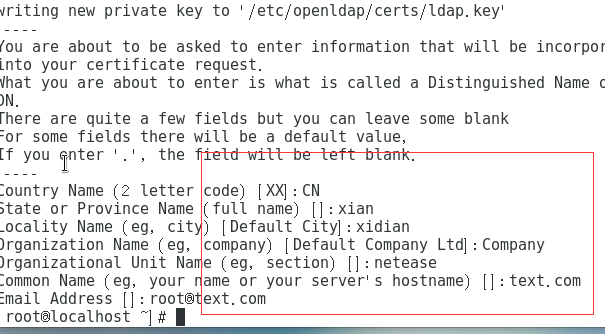 writing new private key to '/etc/openldap/certs/ldap.key'
----
You are about to be asked to enter information that will be incorpor
into your certificate request.
What you are about to enter is what is called a Distinguished Name o
DN.
There are quite a few fields but you can leave some blank
For some fields there will be a default value,
If you enter '.', the field will be left blank.
----
Country Name (2 letter code) [XX]:CN
State or Province Name (full name) []:xian
Locality Name (eg, city) [Default City]:xidian
Organization Name (eg, company) [Default Company Ltd]:Company
Organizational Unit Name (eg, section) []:netease
Common Name (eg, your name or your server's hostname) []:text.com
Email Address []:root@text.com
root@localhost ~]#